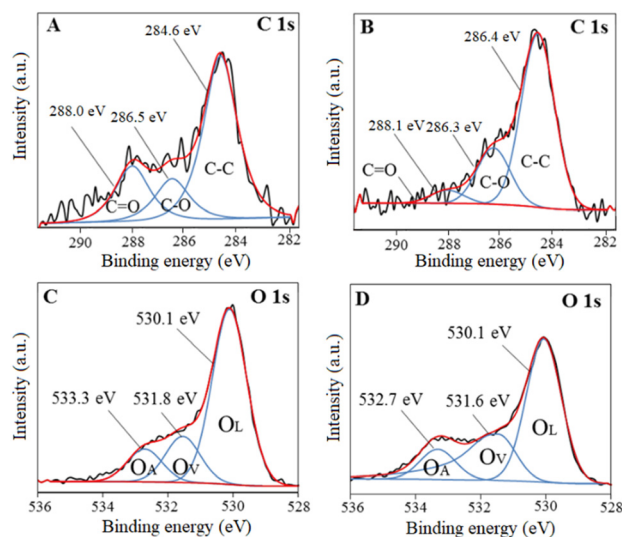 A
C 1s
284.6 eV
288.0 eV
286.5 eV
C=O
C-O
C-C
Intensity (a.u.)
290 288 286 284 282
Binding energy (eV)
B
C 1s
286.4 eV
288.1 eV
286.3 eV
C=O
C-O
C-C
Intensity (a.u.)
290 288 286 284 282
Binding energy (eV)
C
O 1s
530.1 eV
533.3 eV
531.8 eV
OA
OV
OL
Intensity (a.u.)
536 534 532 530 528
Binding energy (eV)
D
O 1s
530.1 eV
532.7 eV
531.6 eV
OA
OV
OL
Intensity (a.u.)
536 534 532 530 528
Binding energy (eV)